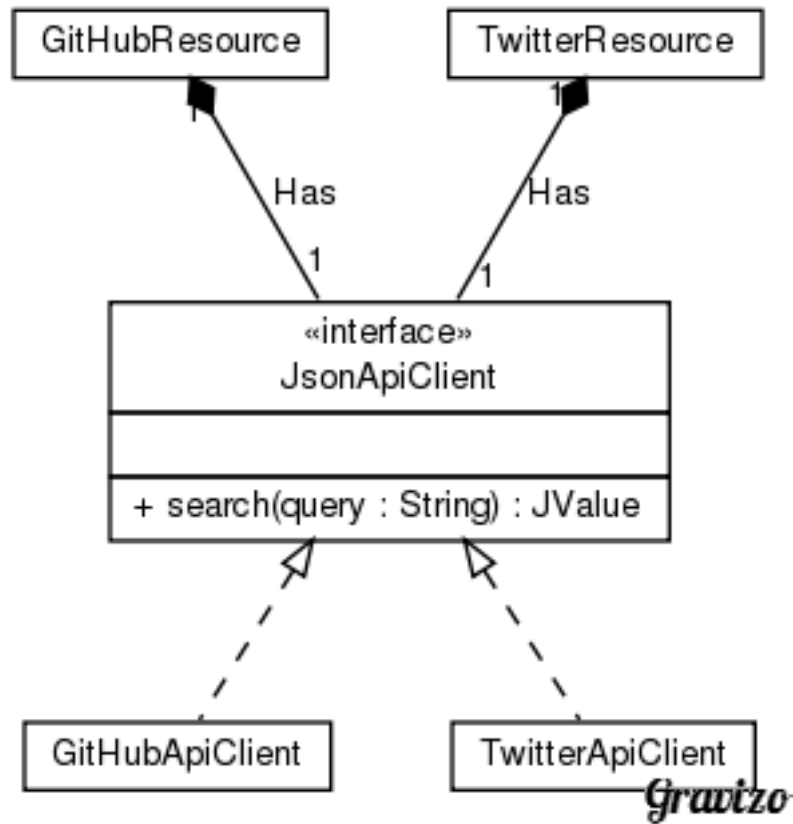 GitHubResource
TwitterResource
1
1
Has
Has
1
1
«interface»
JsonApiClient
+ search(query : String) : JValue
GitHubApiClient
TwitterApiClient
Gravizo